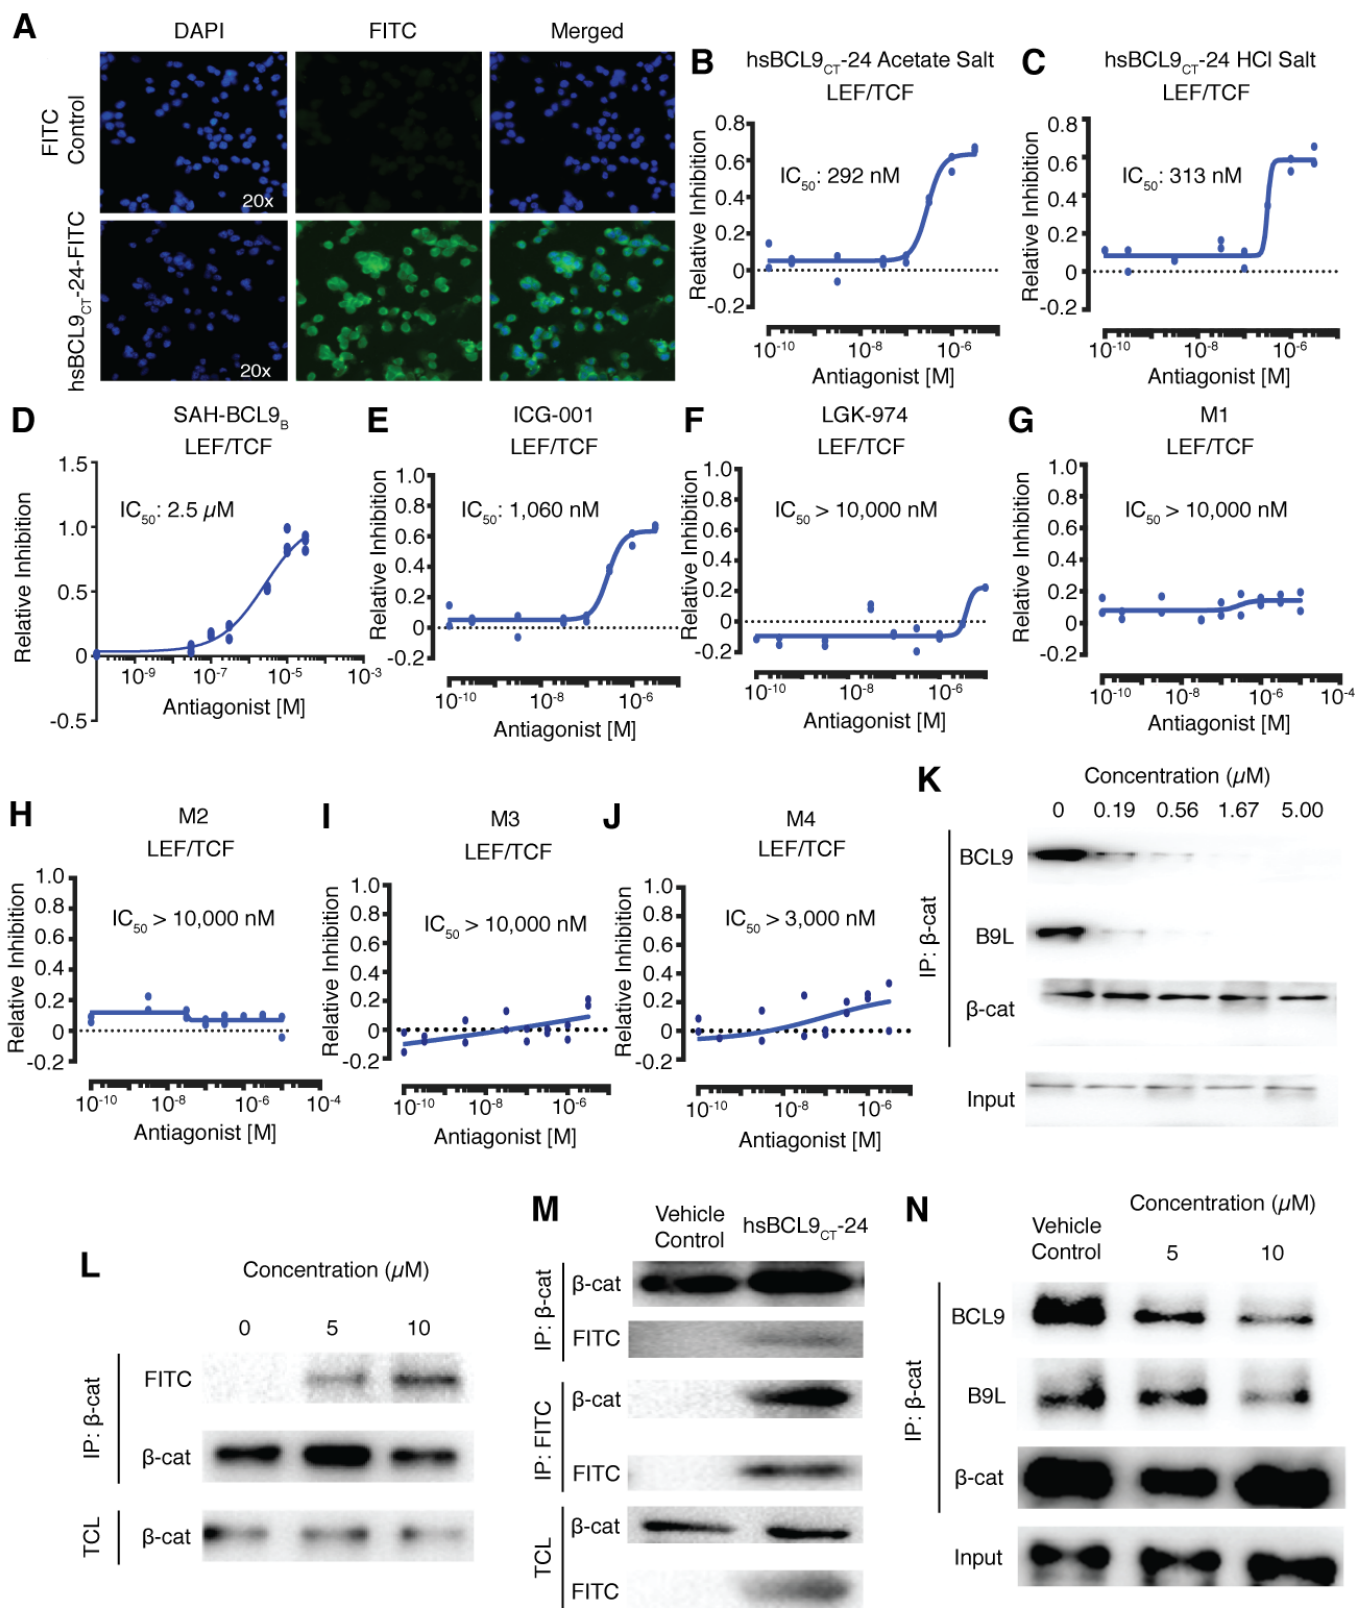 A
DAPI FITC Merged
FITC
Control
20x
hsBCL9CT-24-FITC
20x
B
hsBCL9CT-24 Acetate Salt
LEF/TCF
Relative Inhibition
0.8
0.6
0.4
0.2
0
-0.2
IC50: 292 nM
10-10 10-8 10-6
Antiagonist [M]
C
hsBCL9CT-24 HCl Salt
LEF/TCF
Relative Inhibition
0.8
0.6
0.4
0.2
0
-0.2
IC50: 313 nM
10-10 10-8 10-6
Antiagonist [M]
D
SAH-BCL9B
LEF/TCF
Relative Inhibition
1.5
1.0
0.5
0
-0.5
IC50: 2.5 µM
10-9 10-7 10-5 10-3
Antiagonist [M]
E
ICG-001
LEF/TCF
Relative Inhibition
1.0
0.8
0.6
0.4
0.2
0
-0.2
IC50: 1,060 nM
10-10 10-8 10-6
Antiagonist [M]
F
LGK-974
LEF/TCF
Relative Inhibition
1.0
0.8
0.6
0.4
0.2
0
-0.2
IC50 > 10,000 nM
10-10 10-8 10-6
Antiagonist [M]
G
M1
LEF/TCF
Relative Inhibition
1.0
0.8
0.6
0.4
0.2
0
-0.2
IC50 > 10,000 nM
10-10 10-8 10-6 10-4
Antiagonist [M]
H
M2
LEF/TCF
Relative Inhibition
1.0
0.8
0.6
0.4
0.2
0
-0.2
IC50 > 10,000 nM
10-10 10-8 10-6 10-4
Antiagonist [M]
I
M3
LEF/TCF
Relative Inhibition
1.0
0.8
0.6
0.4
0.2
0
-0.2
IC50 > 10,000 nM
10-10 10-8 10-6
Antiagonist [M]
J
M4
LEF/TCF
Relative Inhibition
1.0
0.8
0.6
0.4
0.2
0
-0.2
IC50 > 3,000 nM
10-10 10-8 10-6
Antiagonist [M]
K
Concentration (µM)
0 0.19 0.56 1.67 5.00
IP: β-cat
BCL9
B9L
β-cat
Input
L
Concentration (µM)
0 5 10
IP: β-cat
FITC
β-cat
TCL
β-cat
M
Vehicle
Control
hsBCL9CT-24
IP: β-cat
β-cat
FITC
IP: FITC
β-cat
FITC
TCL
β-cat
FITC
N
Concentration (µM)
Vehicle
Control
5 10
IP: β-cat
BCL9
B9L
β-cat
Input